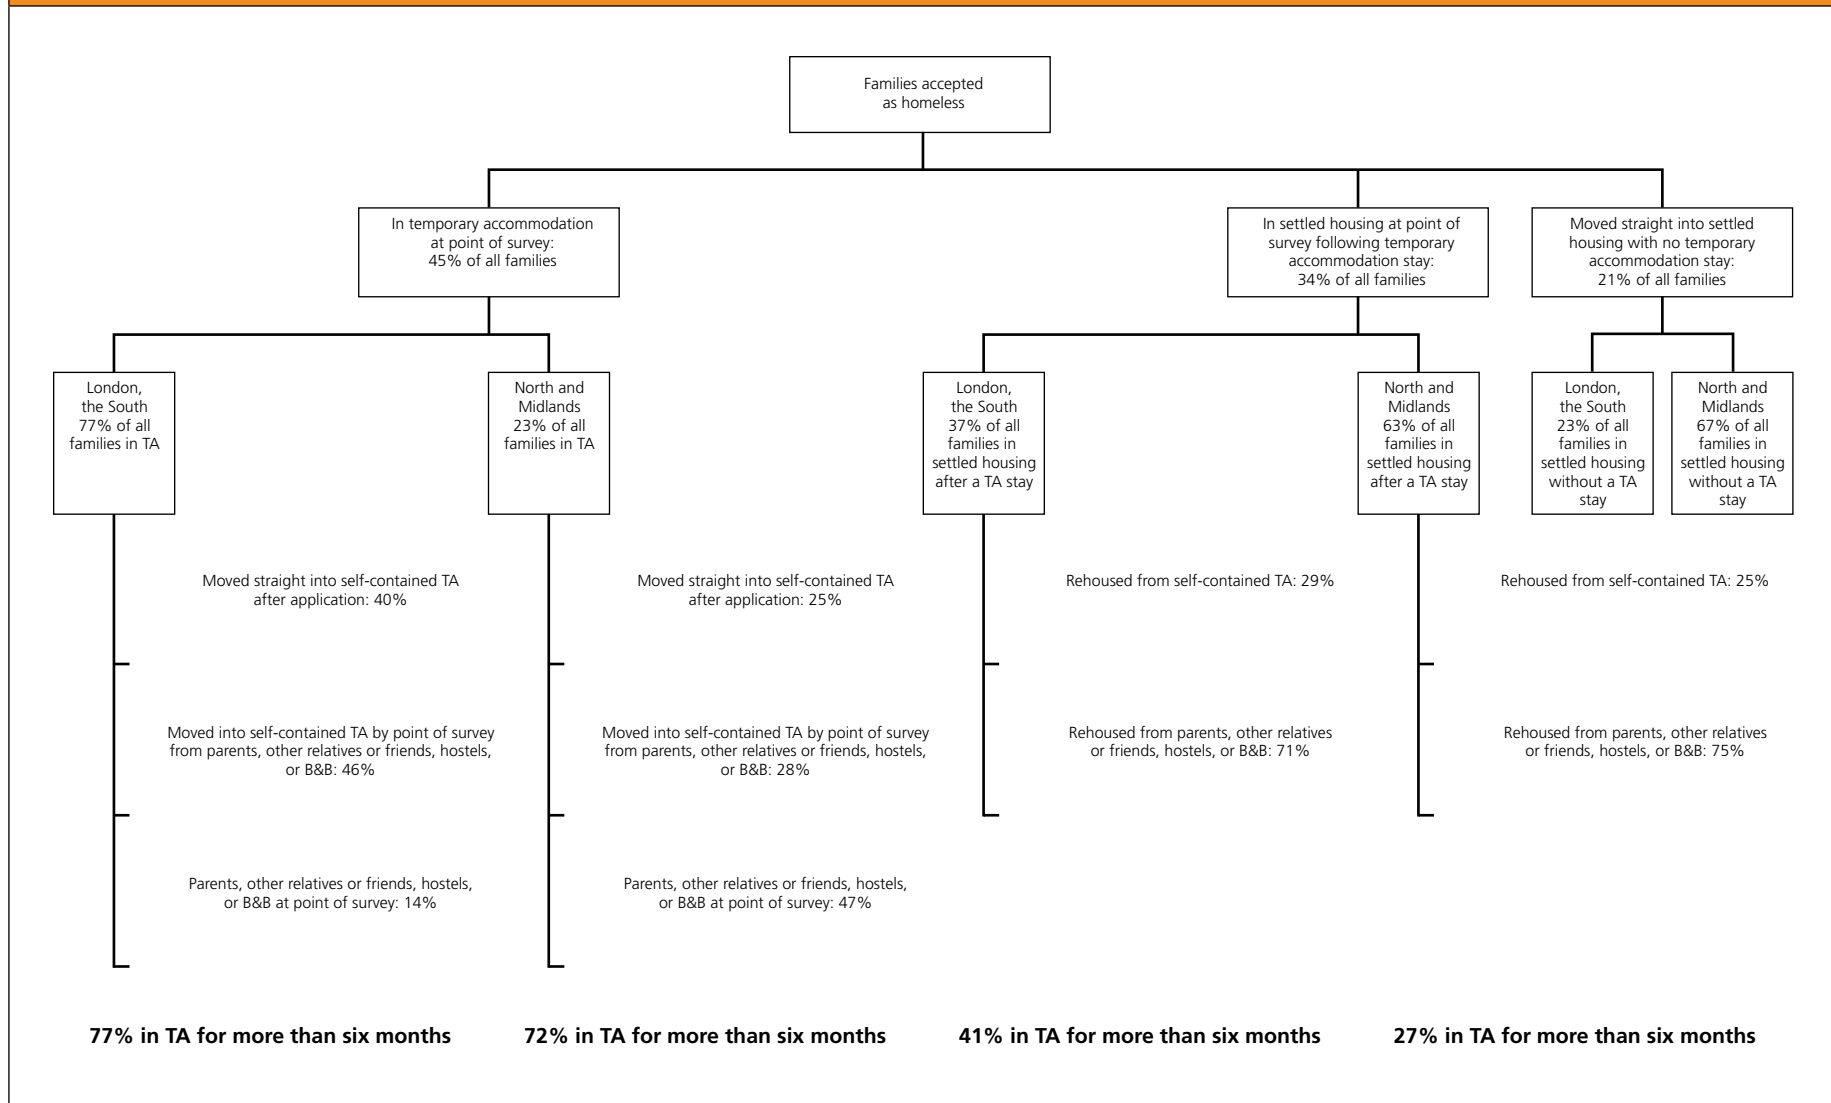 Families accepted
as homeless
In temporary accommodation
at point of survey:
45% of all families
In settled housing at point of
survey following temporary
accommodation stay:
34% of all families
Moved straight into settled
housing with no temporary
accommodation stay:
21% of all families
London,
the South
77% of all
families in TA
North and
Midlands
23% of all
families in TA
London,
the South
37% of all
families in
settled housing
after a TA stay
North and
Midlands
63% of all
families in
settled housing
after a TA stay
London,
the South
23% of all
families in
settled housing
without a TA
stay
North and
Midlands
67% of all
families in
settled housing
without a TA
stay
Moved straight into self-contained TA
after application: 40%
Moved straight into self-contained TA
after application: 25%
Rehoused from self-contained TA: 29%
Rehoused from self-contained TA: 25%
Moved into self-contained TA by point of survey
from parents, other relatives or friends, hostels,
or B&B: 46%
Moved into self-contained TA by point of survey
from parents, other relatives or friends, hostels,
or B&B: 28%
Rehoused from parents, other relatives
or friends, hostels, or B&B: 71%
Rehoused from parents, other relatives
or friends, hostels, or B&B: 75%
Parents, other relatives or friends, hostels,
or B&B at point of survey: 14%
Parents, other relatives or friends, hostels,
or B&B at point of survey: 47%
77% in TA for more than six months
72% in TA for more than six months
41% in TA for more than six months
27% in TA for more than six months